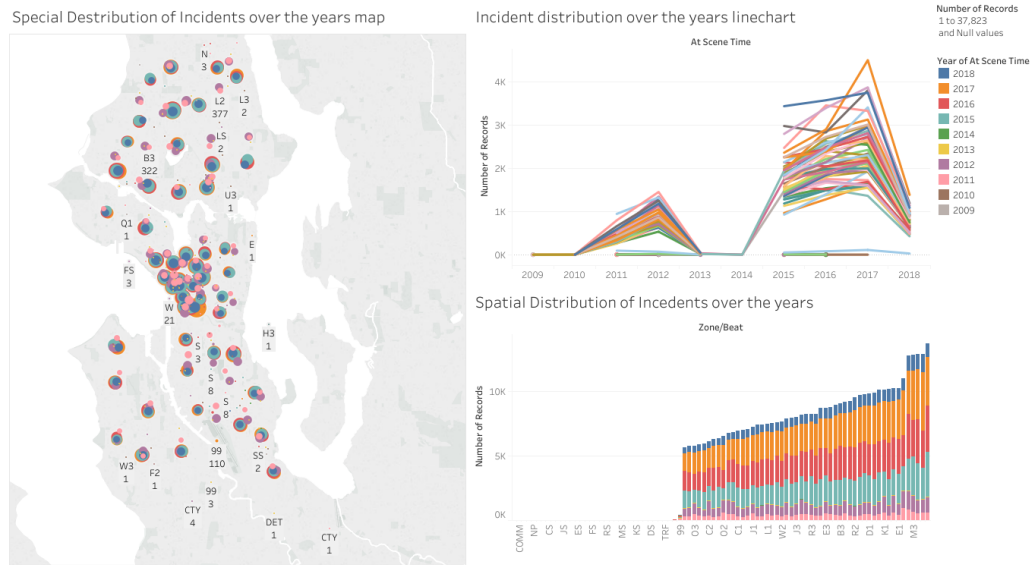 Special Destribution of Incidents over the years map
N
3
L2
377
L3
2
LS
2
B3
322
U3
1
Q1
1
E
1
FS
3
W
21
H3
1
S
3
S
8
S
8
99
110
SS
2
W3
1
F2
1
99
3
CTY
4
DET
1
CTY
1
Incident distribution over the years linechart
At Scene Time
Number of Records
4K
3K
2K
1K
0K
2009 2010 2011 2012 2013 2014 2015 2016 2017 2018
Number of Records
1 to 37,823
and Null values
Year of At Scene Time
2018
2017
2016
2015
2014
2013
2012
2011
2010
2009
Spatial Distribution of Incedents over the years
Zone/Beat
Number of Records
10K
5K
0K
COMM NP CS JS ES FS RS MS KS DS TRF 99 O3 C2 O2 C1 J1 L1 W2 J3 R3 E3 B3 R2 D1 K1 E1 M3